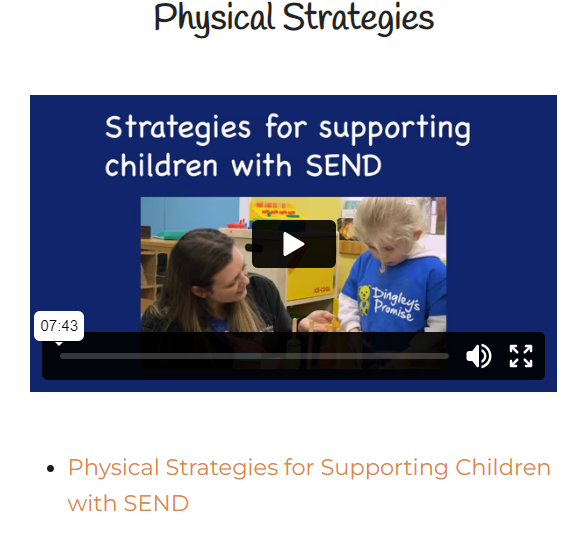 Physical Strategies
Strategies for supporting
children with SEND
Dingley's
Promise
07:43
Physical Strategies for Supporting Children
with SEND